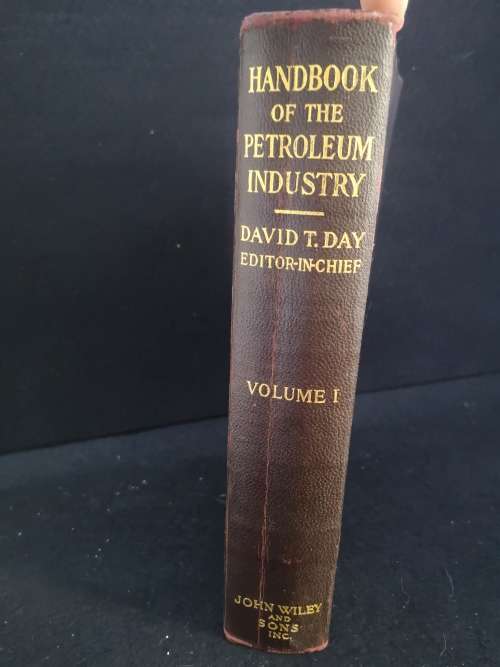 HANDBOOK
OF THE
PETROLEUM
INDUSTRY
DAVID T. DAY
EDITOR-IN-CHIEF
VOLUME I
JOHN WILEY
AND
SONS
INC.